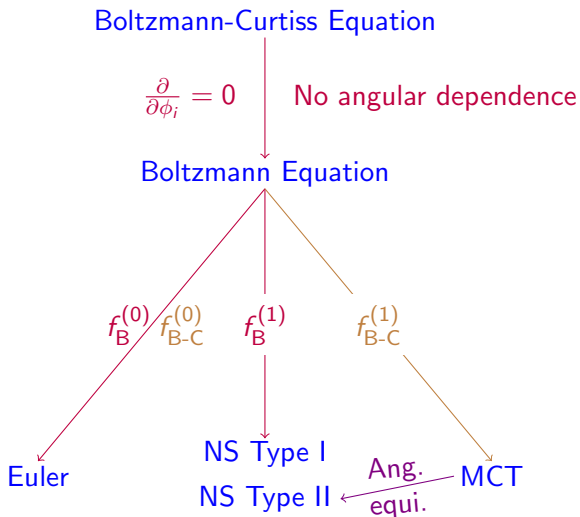 Boltzmann-Curtiss Equation
∂/∂ϕᵢ = 0 No angular dependence
Boltzmann Equation
f_B^(0) f_B-C^(0) f_B^(1) f_B-C^(1)
NS Type I
Ang.
Euler MCT
NS Type II
equi.